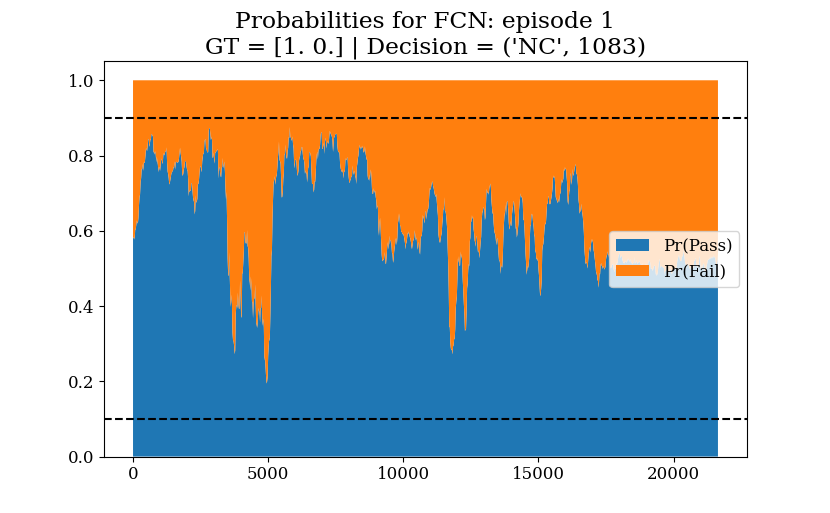 Probabilities for FCN: episode 1
GT = [1. 0.] | Decision = ('NC', 1083)
1.0
0.8
0.6
0.4
0.2
0.0
Pr(Pass)
Pr(Fail)
0
5000
10000
15000
20000